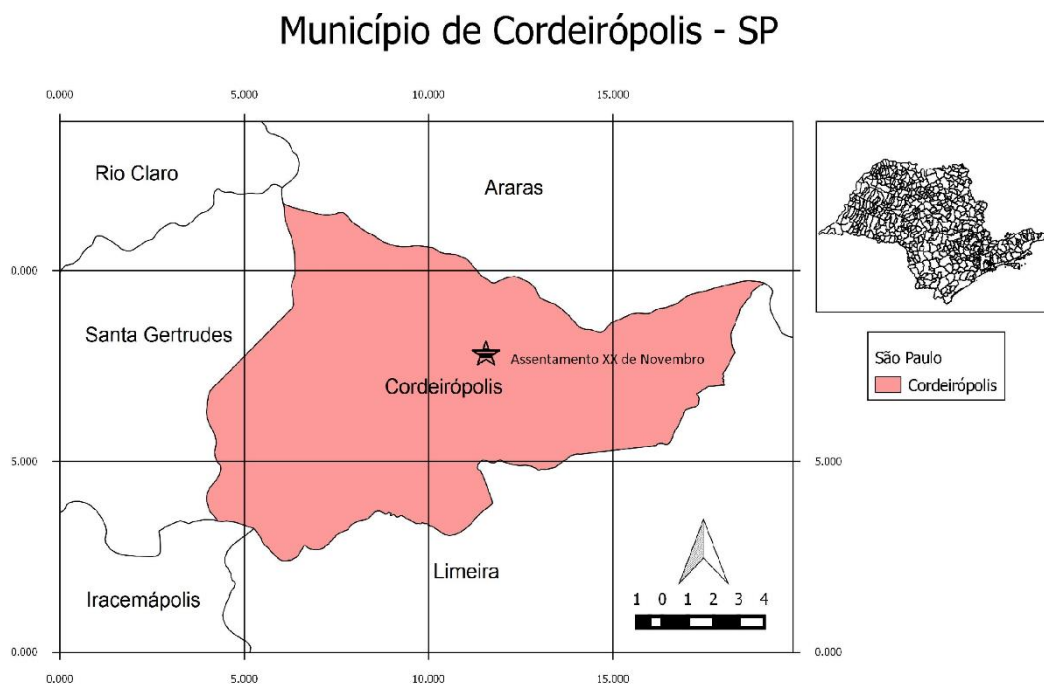 Município de Cordeirópolis - SP
0.000 5.000 10.000 15.000
Rio Claro
Araras
0.000
Santa Gertrudes
Assentamento XX de Novembro
Cordeirópolis
São Paulo
Cordeirópolis
5.000 5.000
Limeira
Iracemápolis
1 0 1 2 3 4
0.000 0.000
0.000 5.000 10.000 15.000